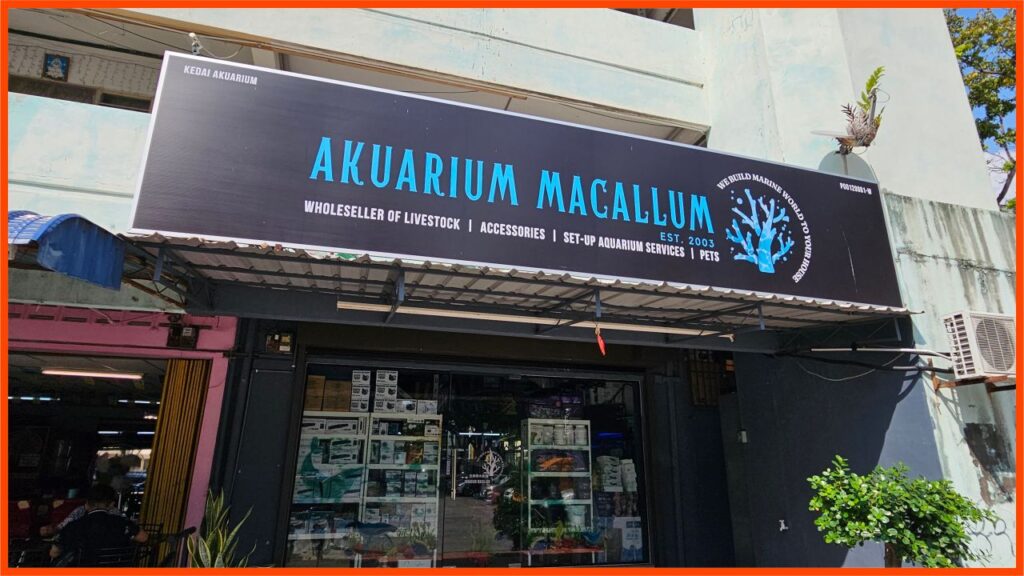 KEDAI AKUARIUM
AKUARIUM MACALLUM
EST. 2003
WHOLESELLER OF LIVESTOCK | ACCESSORIES | SET-UP AQUARIUM SERVICES | PETS
WE BUILD MARINE WORLD TO YOUR HOUSE